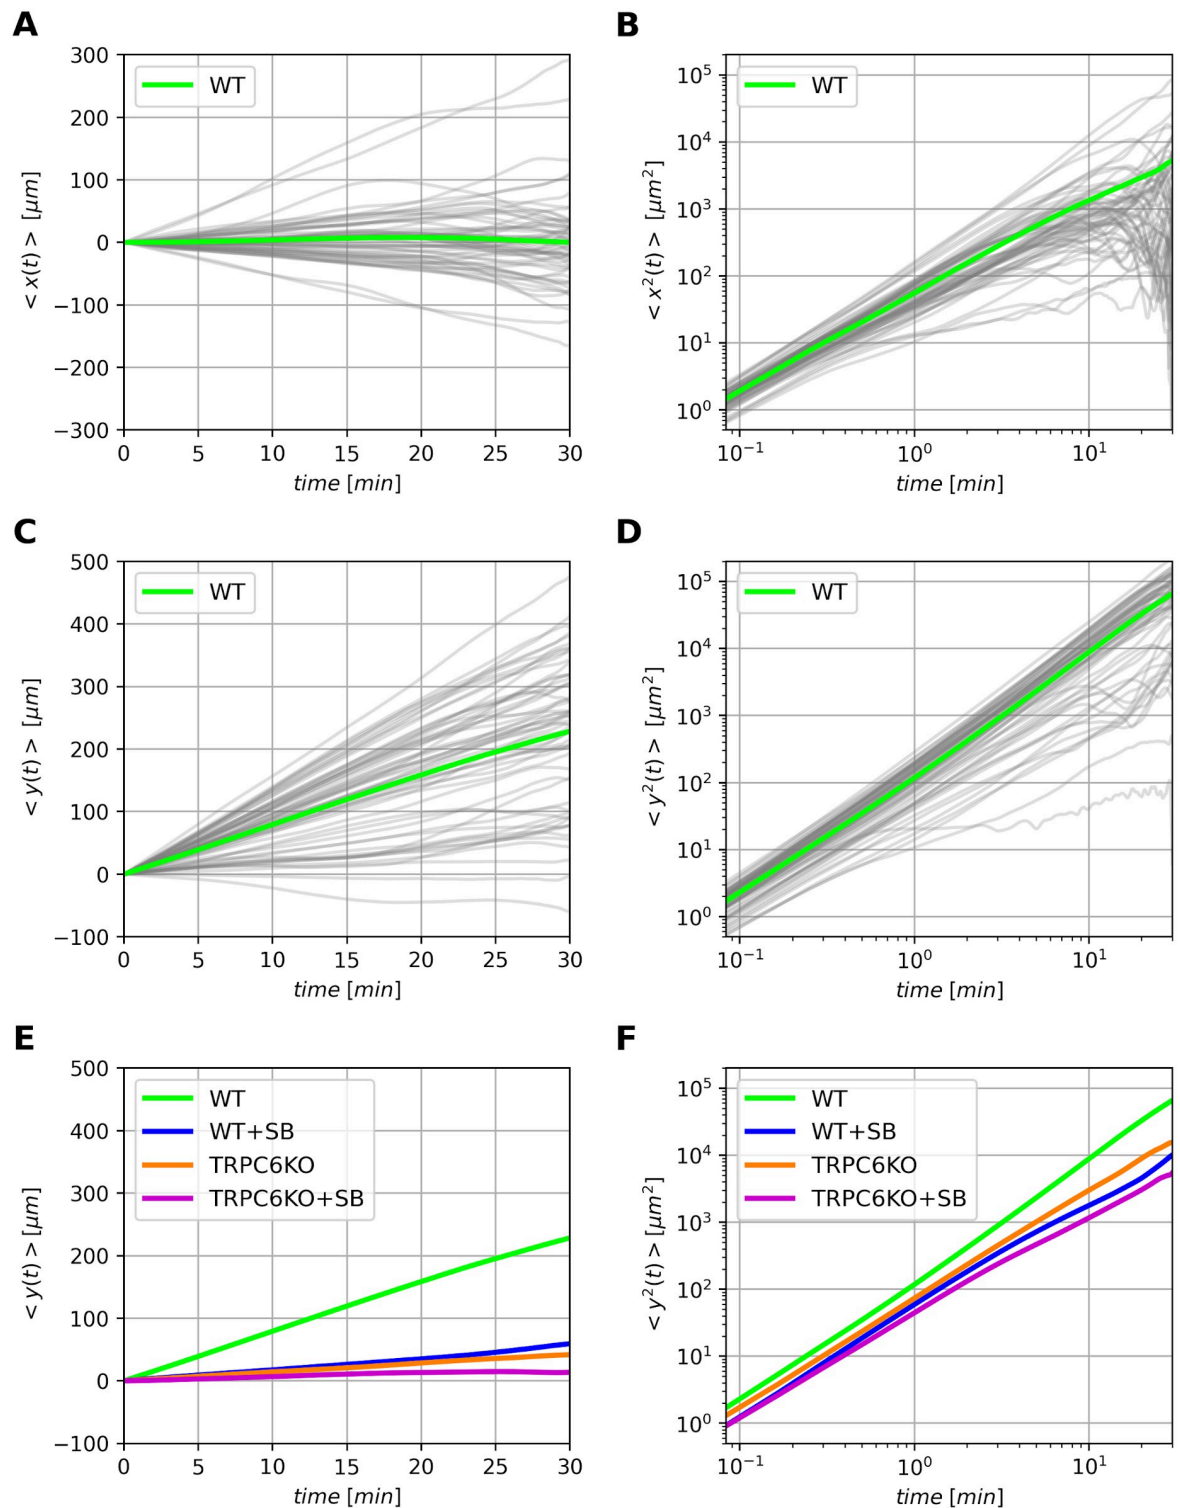 A
300
200
100
0
−100
−200
−300
< x(t) > [μm]
WT
0 5 10 15 20 25 30
time [min]
B
10⁵
10⁴
10³
10²
10¹
10⁰
< x²(t) > [μm²]
WT
10⁻¹ 10⁰ 10¹
time [min]
C
500
400
300
200
100
0
−100
< y(t) > [μm]
WT
0 5 10 15 20 25 30
time [min]
D
10⁵
10⁴
10³
10²
10¹
10⁰
< y²(t) > [μm²]
WT
10⁻¹ 10⁰ 10¹
time [min]
E
500
400
300
200
100
0
−100
< y(t) > [μm]
WT
WT+SB
TRPC6KO
TRPC6KO+SB
0 5 10 15 20 25 30
time [min]
F
10⁵
10⁴
10³
10²
10¹
10⁰
< y²(t) > [μm²]
WT
WT+SB
TRPC6KO
TRPC6KO+SB
10⁻¹ 10⁰ 10¹
time [min]